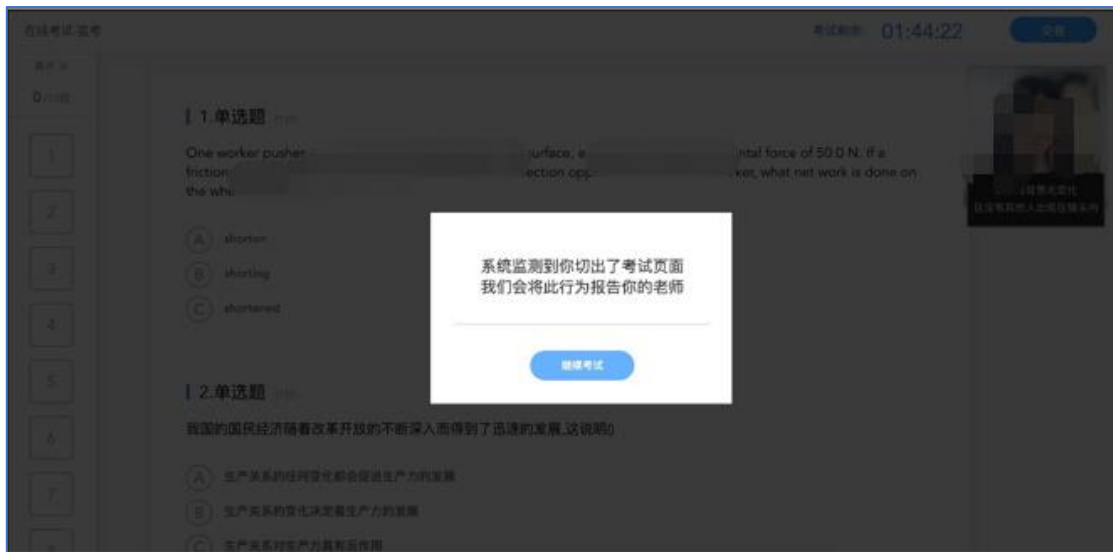 在线考试-监考
考试剩余: 01:44:22
交卷
1
2
3
4
5
6
7
1.单选题
One worker pushes surface, e ntal force of 50.0 N. If a
friction ection opp ker, what net work is done on
the
A shorten
B shorting
C shortened
系统监测到你切出了考试页面
我们会将此行为报告你的老师
继续考试
2.单选题
我国的国民经济随着改革开放的不断深入而得到了迅速的发展,这说明()
A 生产关系的任何变化都会促进生产力的发展
B 生产关系的变化决定着生产力的发展
C 生产关系对生产力具有反作用